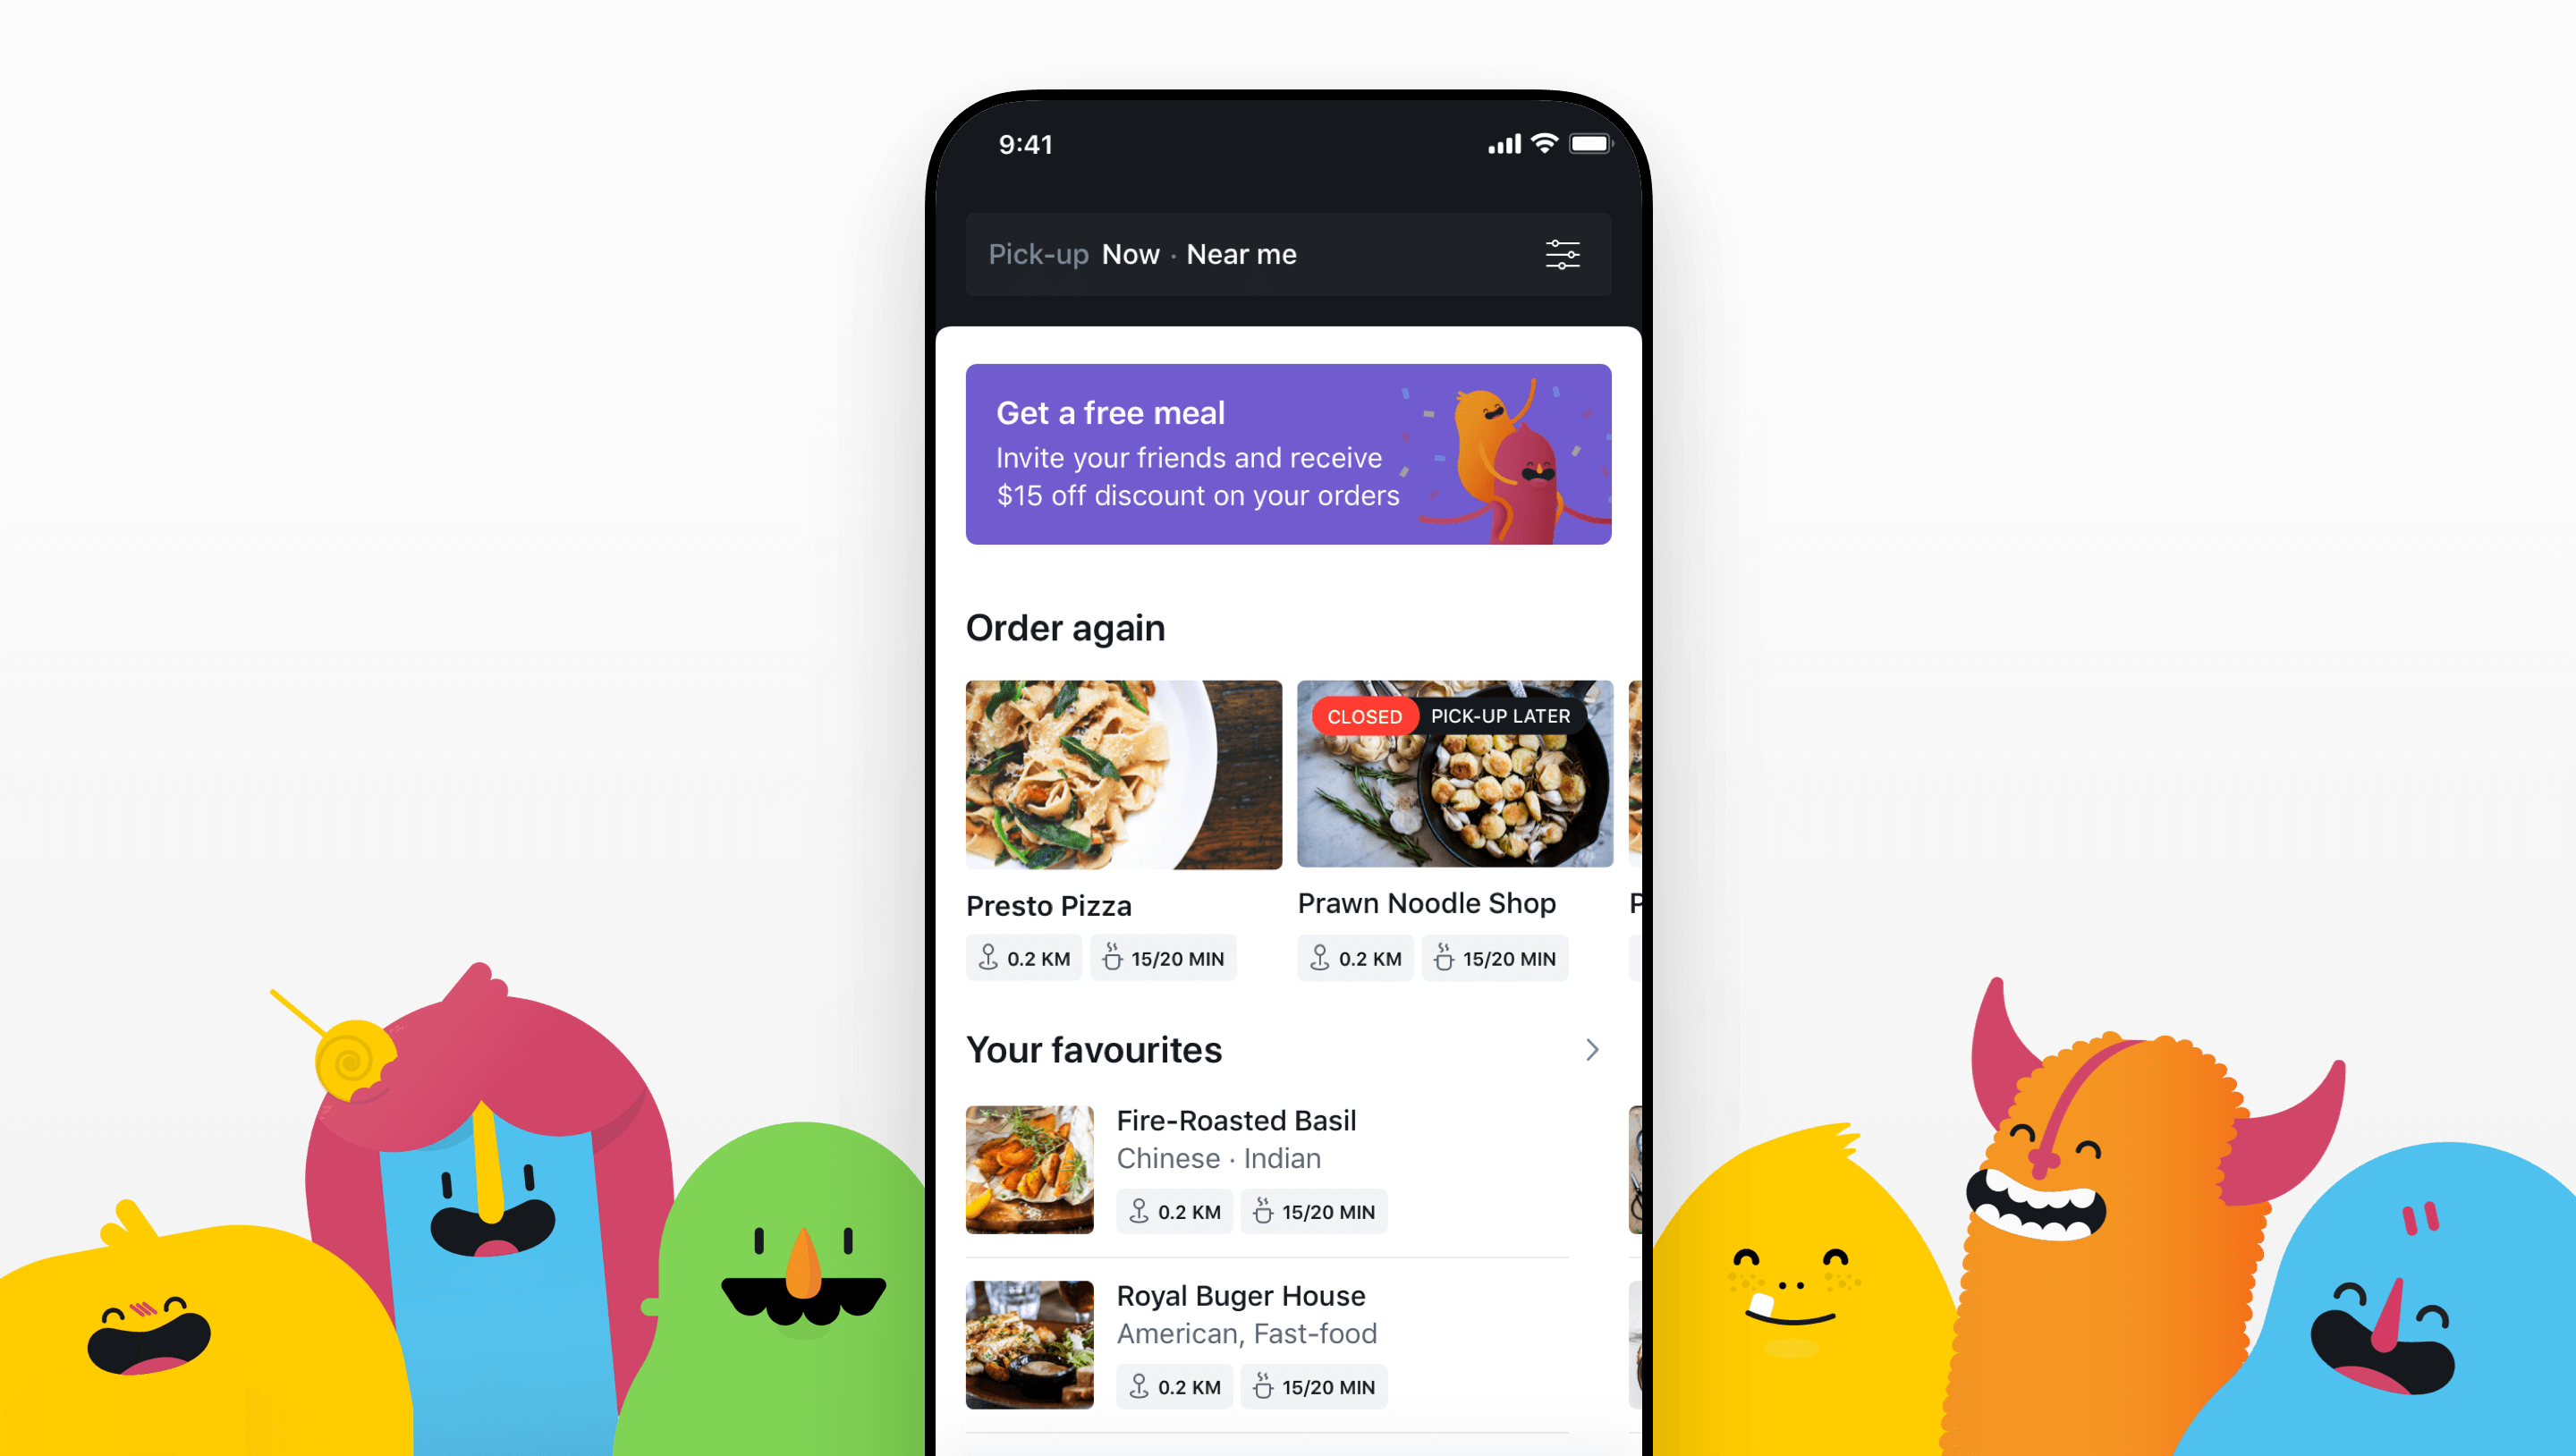 9:41
Pick-up Now · Near me
Get a free meal
Invite your friends and receive
$15 off discount on your orders
Order again
CLOSED PICK-UP LATER
Presto Pizza
Prawn Noodle Shop
P
0.2 KM 15/20 MIN
0.2 KM 15/20 MIN
Your favourites
Fire-Roasted Basil
Chinese · Indian
0.2 KM 15/20 MIN
Royal Buger House
American, Fast-food
0.2 KM 15/20 MIN